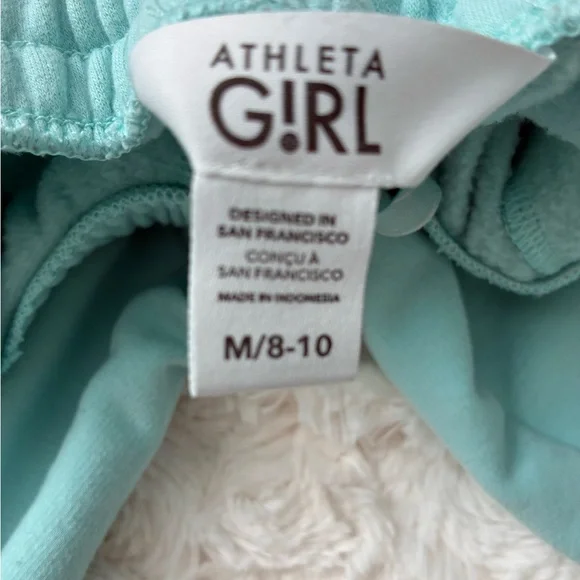 ATHLETA
G!RL
DESIGNED IN
SAN FRANCISCO
CONÇU À
SAN FRANCISCO
MADE IN INDONESIA
M/8-10